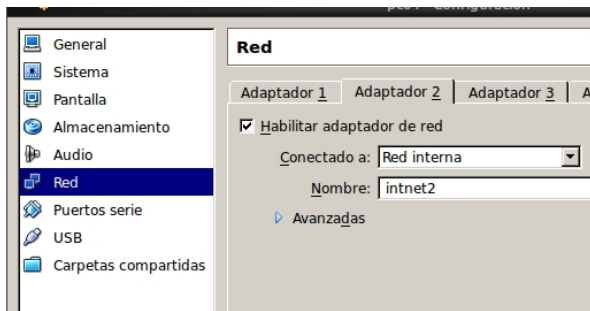 General
Sistema
Pantalla
Almacenamiento
Audio
Red
Puertos serie
USB
Carpetas compartidas
Red
Adaptador 1 Adaptador 2 Adaptador 3 A
Habilitar adaptador de red
Conectado a: Red interna
Nombre: intnet2
Avanzadas